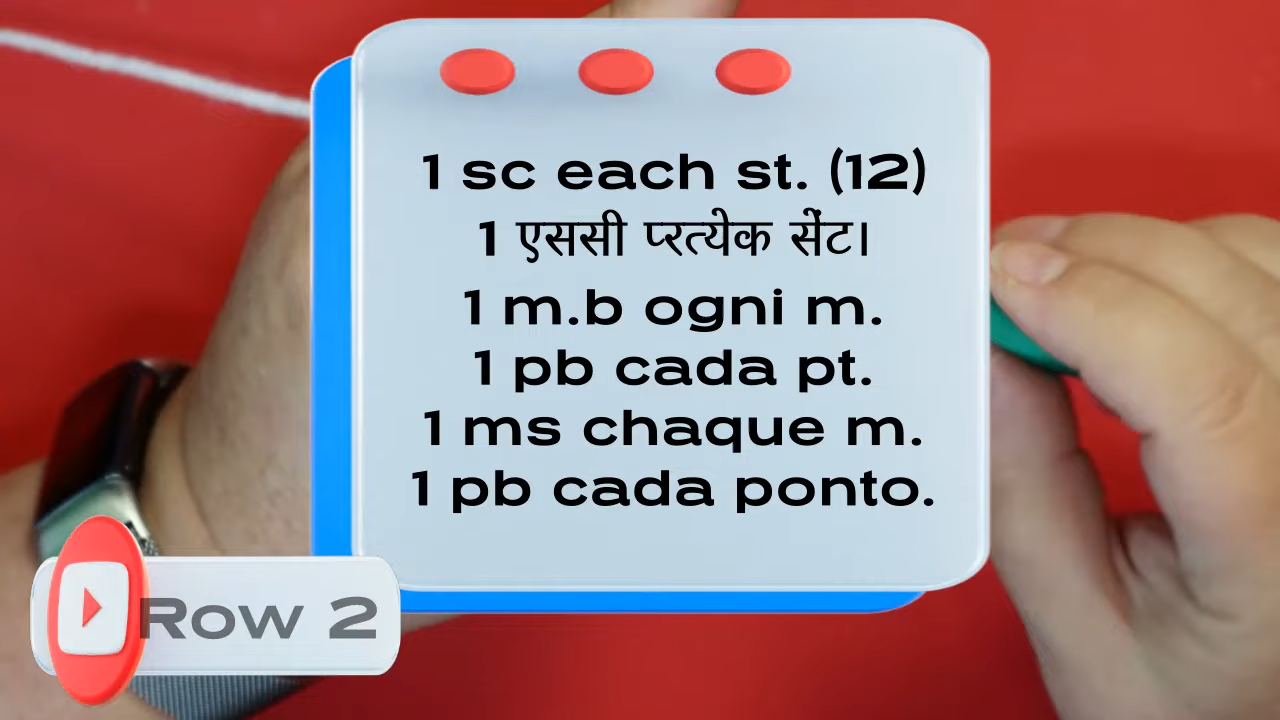 1 sc each st. (12)
1 एससी प्रत्येक सेंट।
1 m.b ogni m.
1 pb cada pt.
1 ms chaque m.
1 pb cada ponto.
Row 2